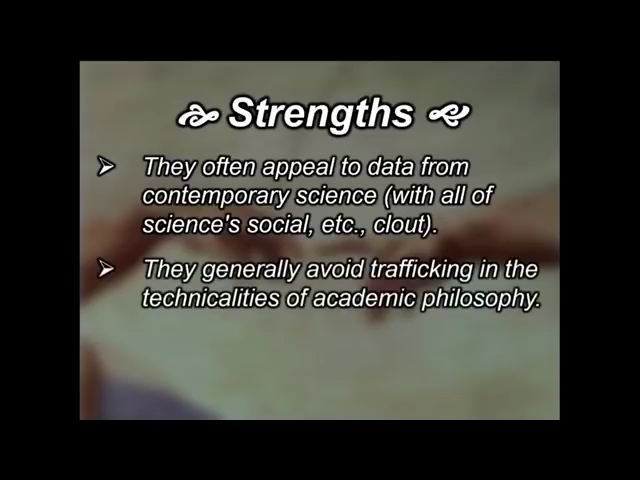 Strengths
They often appeal to data from
contemporary science (with all of
science's social, etc., clout).
They generally avoid trafficking in the
technicalities of academic philosophy.